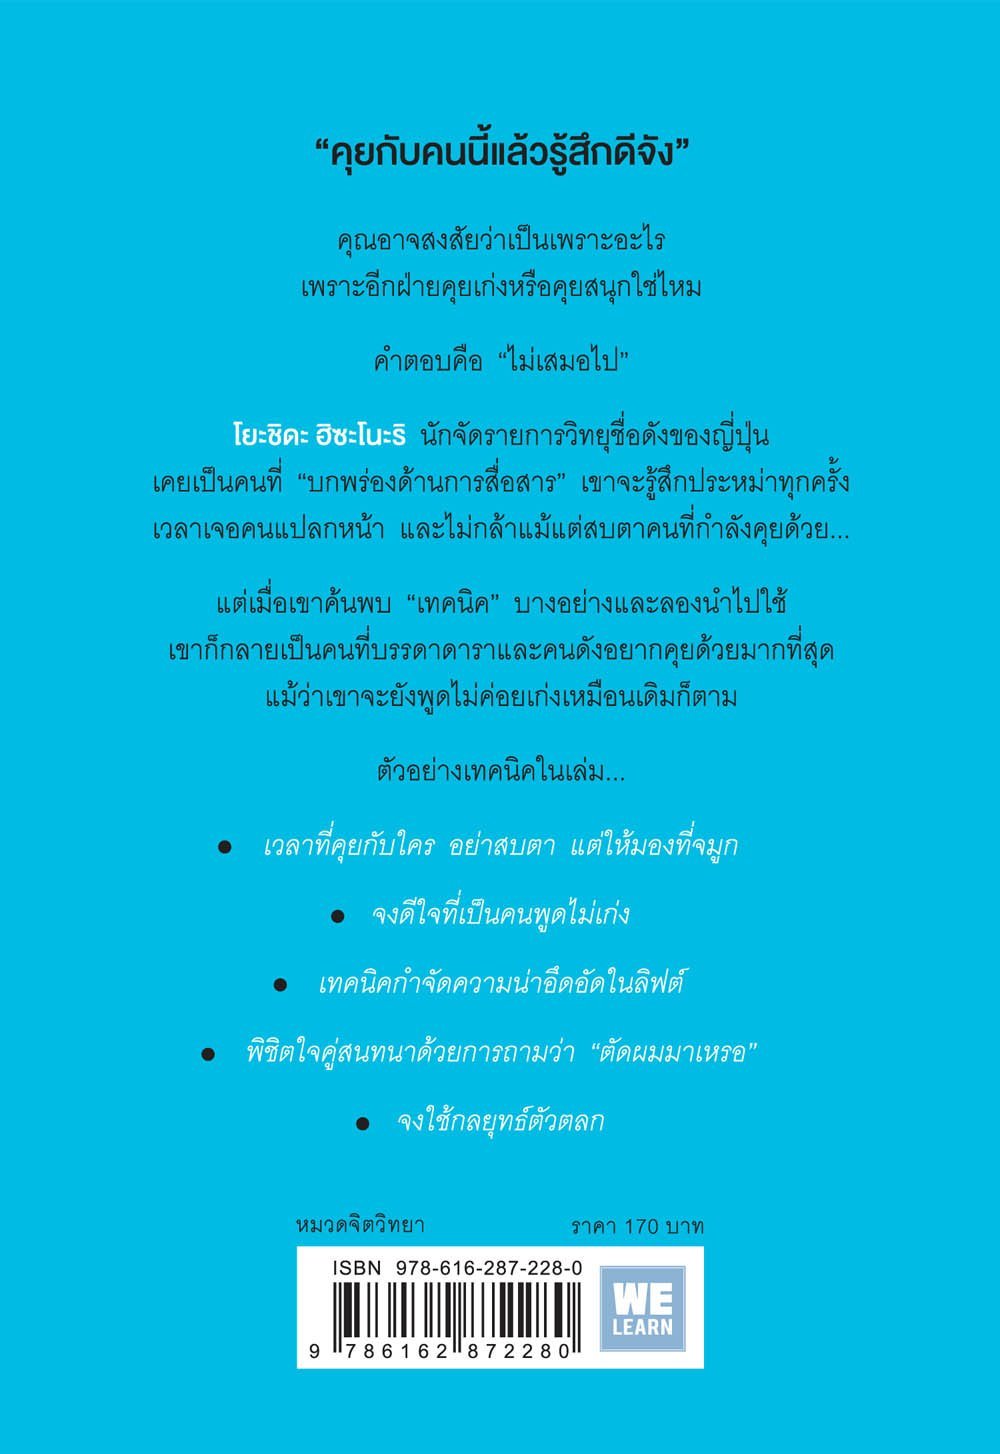 “คุยกับคนนี้แล้วรู้สึกดีจัง”
คุณอาจสงสัยว่าเป็นเพราะอะไร
เพราะอีกฝ่ายคุยเก่งหรือคุยสนุกใช่ไหม
คำตอบคือ “ไม่เสมอไป”
โยะชิดะ ฮิซะโนะริ นักจัดรายการวิทยุชื่อดังของญี่ปุ่น
เคยเป็นคนที่ “บกพร่องด้านการสื่อสาร” เขาจะรู้สึกประหม่าทุกครั้ง
เวลาเจอคนแปลกหน้า และไม่กล้าแม้แต่สบตาคนที่กำลังคุยด้วย...
แต่เมื่อเขาค้นพบ “เทคนิค” บางอย่างและลองนำไปใช้
เขาก็กลายเป็นคนที่บรรดาดาราและคนดังอยากคุยด้วยมากที่สุด
แม้ว่าเขาจะยังพูดไม่ค่อยเก่งเหมือนเดิมก็ตาม
ตัวอย่างเทคนิคในเล่ม...
● เวลาที่คุยกับใคร อย่าสบตา แต่ให้มองที่จมูก
● จงดีใจที่เป็นคนพูดไม่เก่ง
● เทคนิคกำจัดความน่าอึดอัดในลิฟต์
● พิชิตใจคู่สนทนาด้วยการถามว่า “ตัดผมมาเหรอ”
● จงใช้กลยุทธ์ตัวตลก
หมวดจิตวิทยา ราคา 170 บาท
ISBN 978-616-287-228-0
9 786162 872280
WE
LEARN